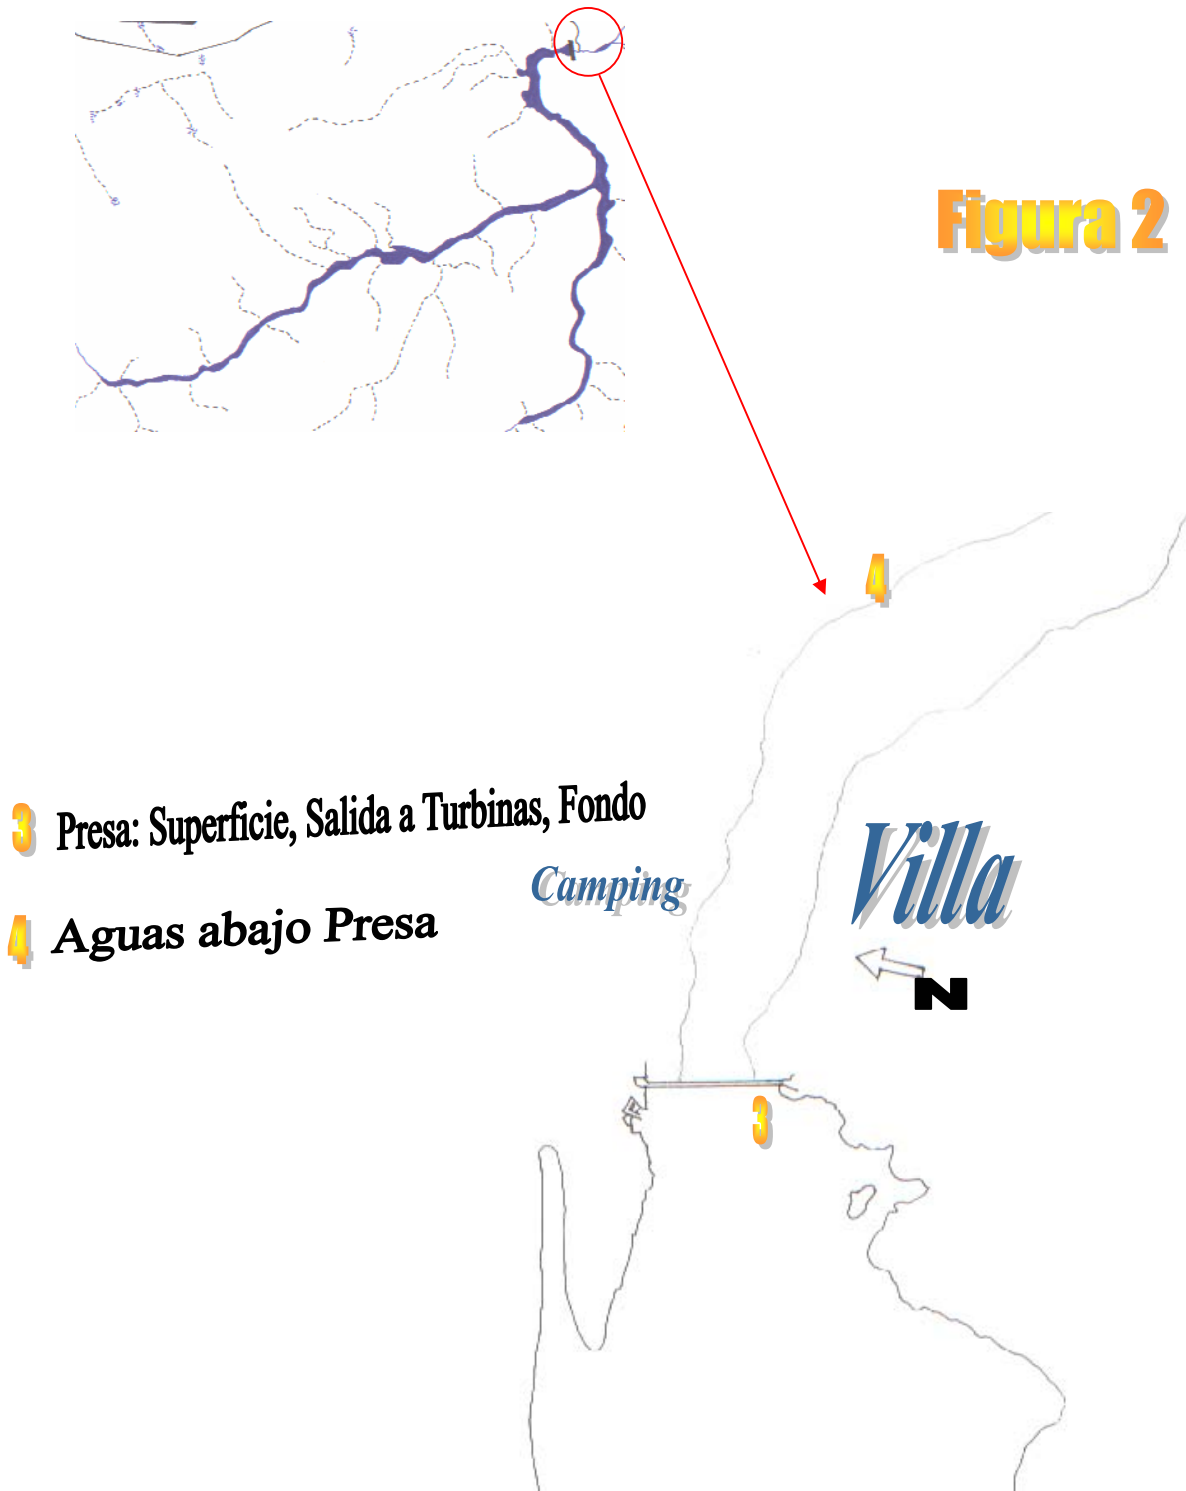 Figura 2
4
3 Presa: Superficie, Salida a Turbinas, Fondo
Camping
Villa
4 Aguas abajo Presa
N
3